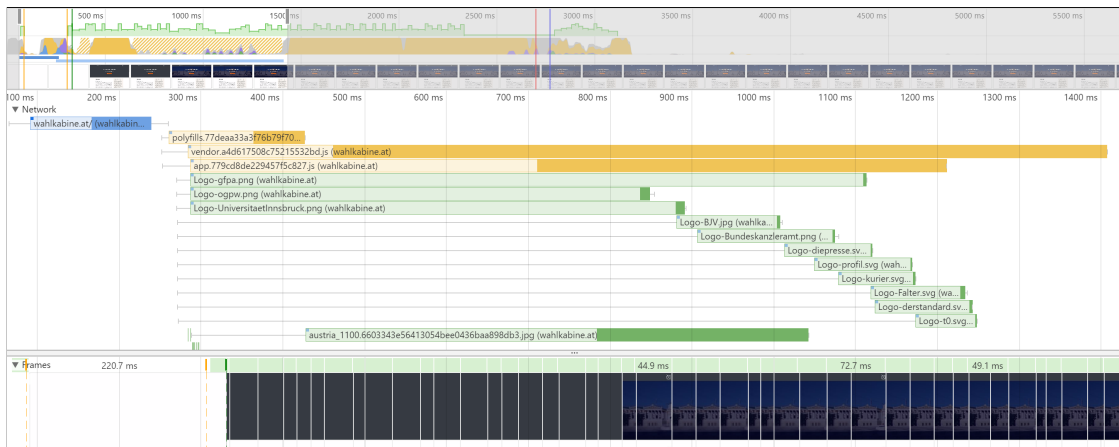 500 ms 1000 ms 1500 ms 2000 ms 2500 ms 3000 ms 3500 ms 4000 ms 4500 ms 5000 ms 5500 ms
100 ms 200 ms 300 ms 400 ms 500 ms 600 ms 700 ms 800 ms 900 ms 1000 ms 1100 ms 1200 ms 1300 ms 1400 ms
▼ Network
wahlkabine.at/ (wahlkabin...
polyfills.77deaa33a3f76b79f70...
vendor.a4d617508c75215532bd.js (wahlkabine.at)
app.779cd8de229457f5c827.js (wahlkabine.at)
Logo-gfpa.png (wahlkabine.at)
Logo-ogpw.png (wahlkabine.at)
Logo-UniversitaetInnsbruck.png (wahlkabine.at)
Logo-BJV.jpg (wahlka...
Logo-Bundeskanzleramt.png (...
Logo-diepresse.sv...
Logo-profil.svg (wah...
Logo-kurier.svg...
Logo-Falter.svg (wa...
Logo-derstandard.sv...
Logo-t0.svg...
austria_1100.6603343e56413054bee0436baa898db3.jpg (wahlkabine.at)
...
▼ Frames 220.7 ms 44.9 ms 72.7 ms 49.1 ms